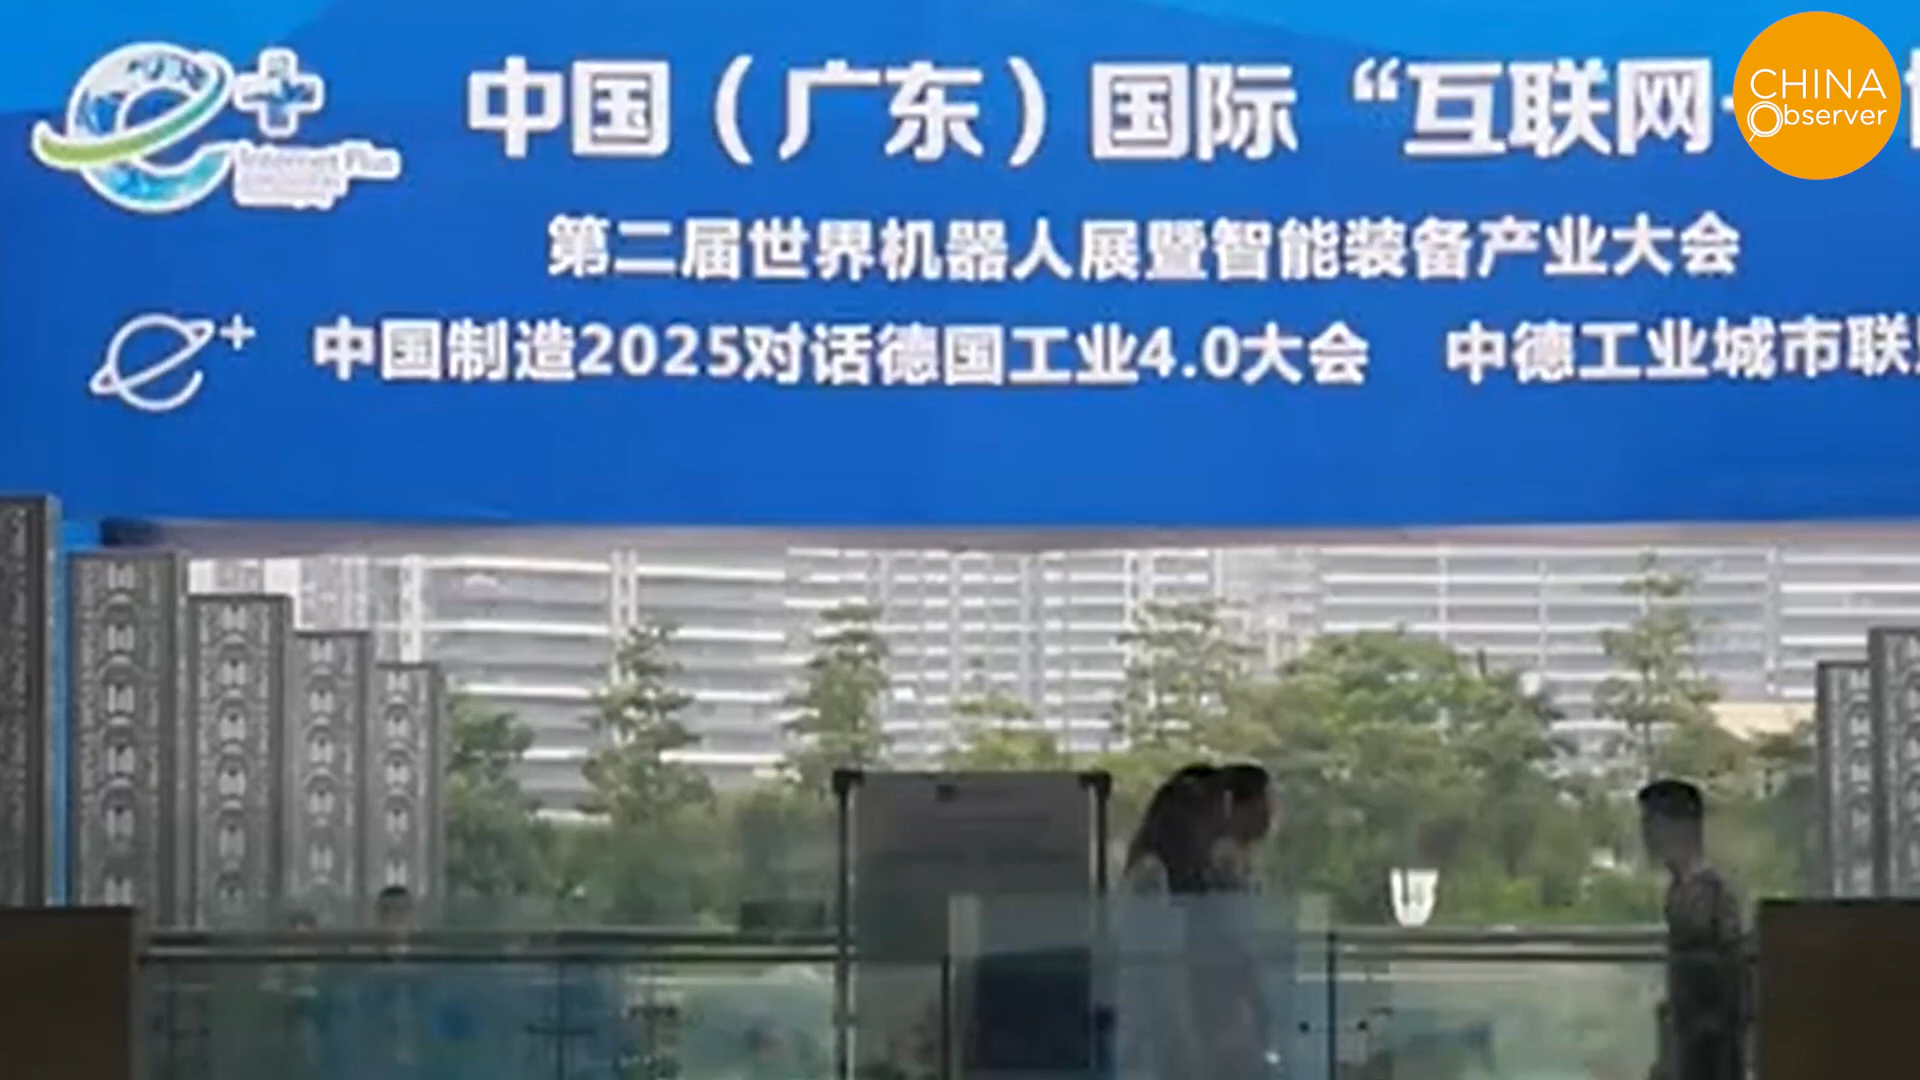 中国（广东）国际“互联网+
第二届世界机器人展暨智能装备产业大会
中国制造2025对话德国工业4.0大会 中德工业城市联
Internet Plus
CHINA
Observer